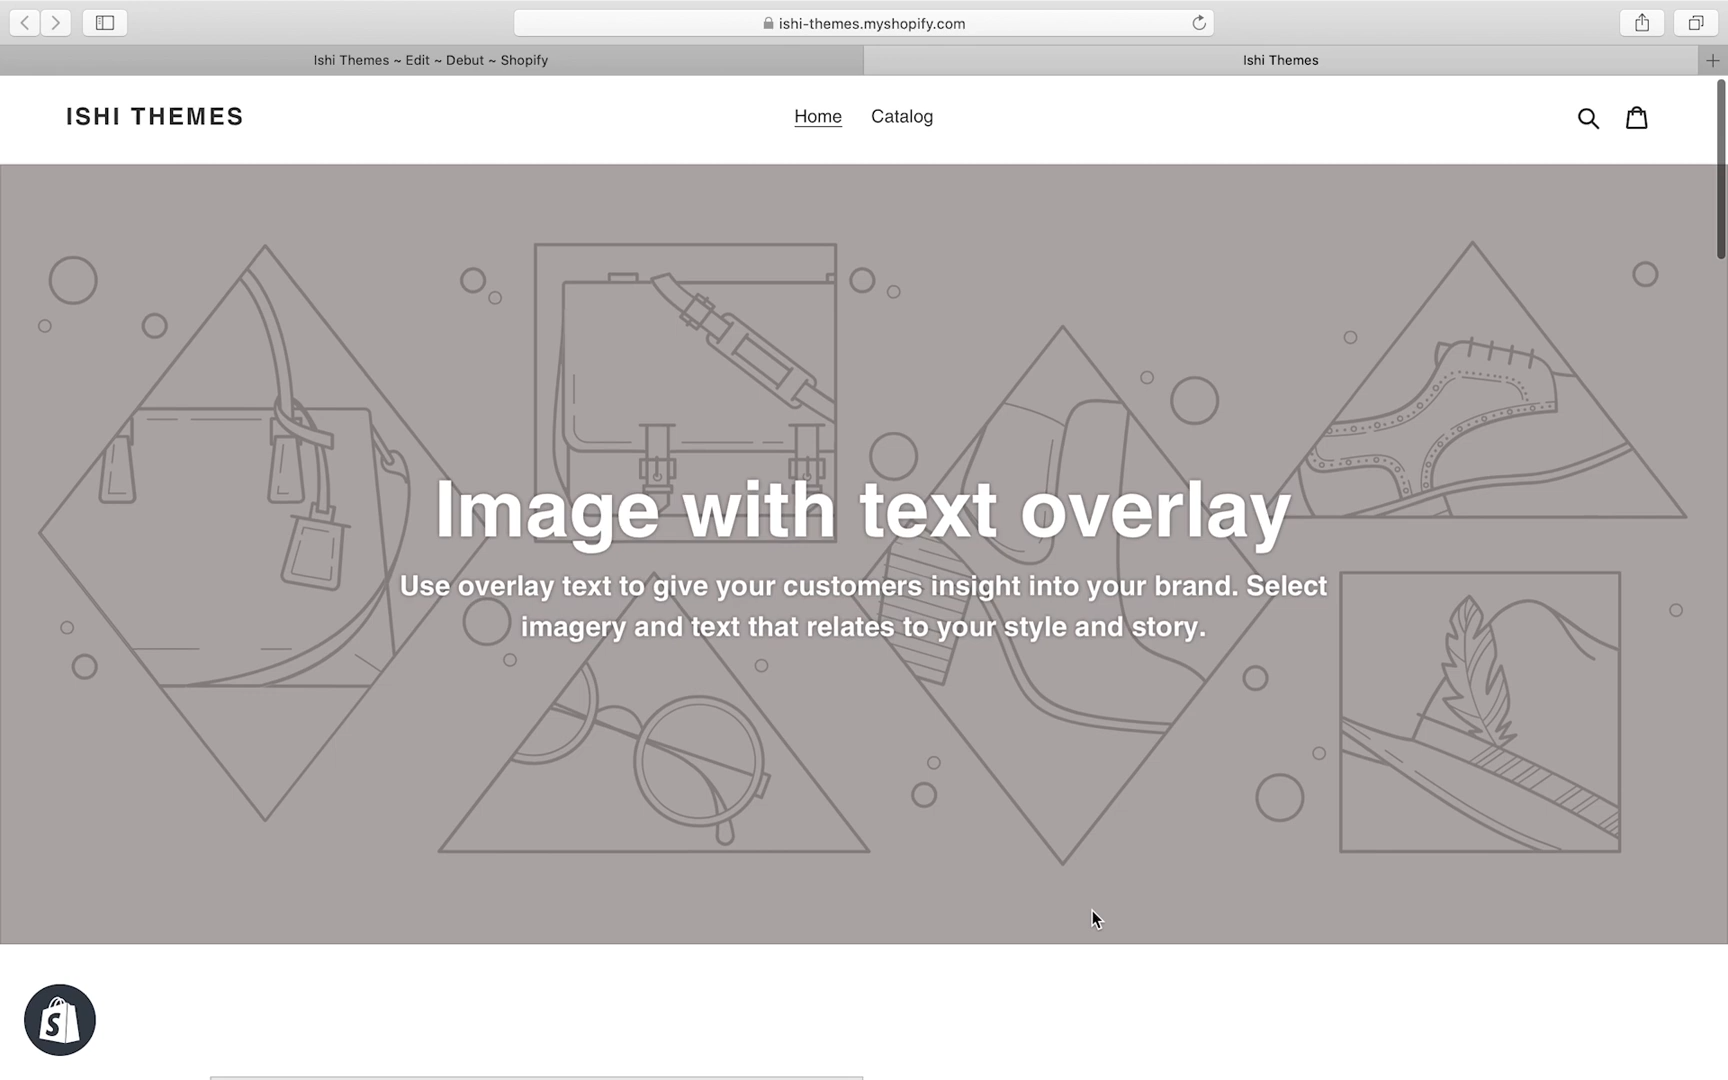 ishi-themes.myshopify.com
Ishi Themes ~ Edit ~ Debut ~ Shopify
Ishi Themes
ISHI THEMES
Home
Catalog
Image with text overlay
Use overlay text to give your customers insight into your brand. Select
imagery and text that relates to your style and story.